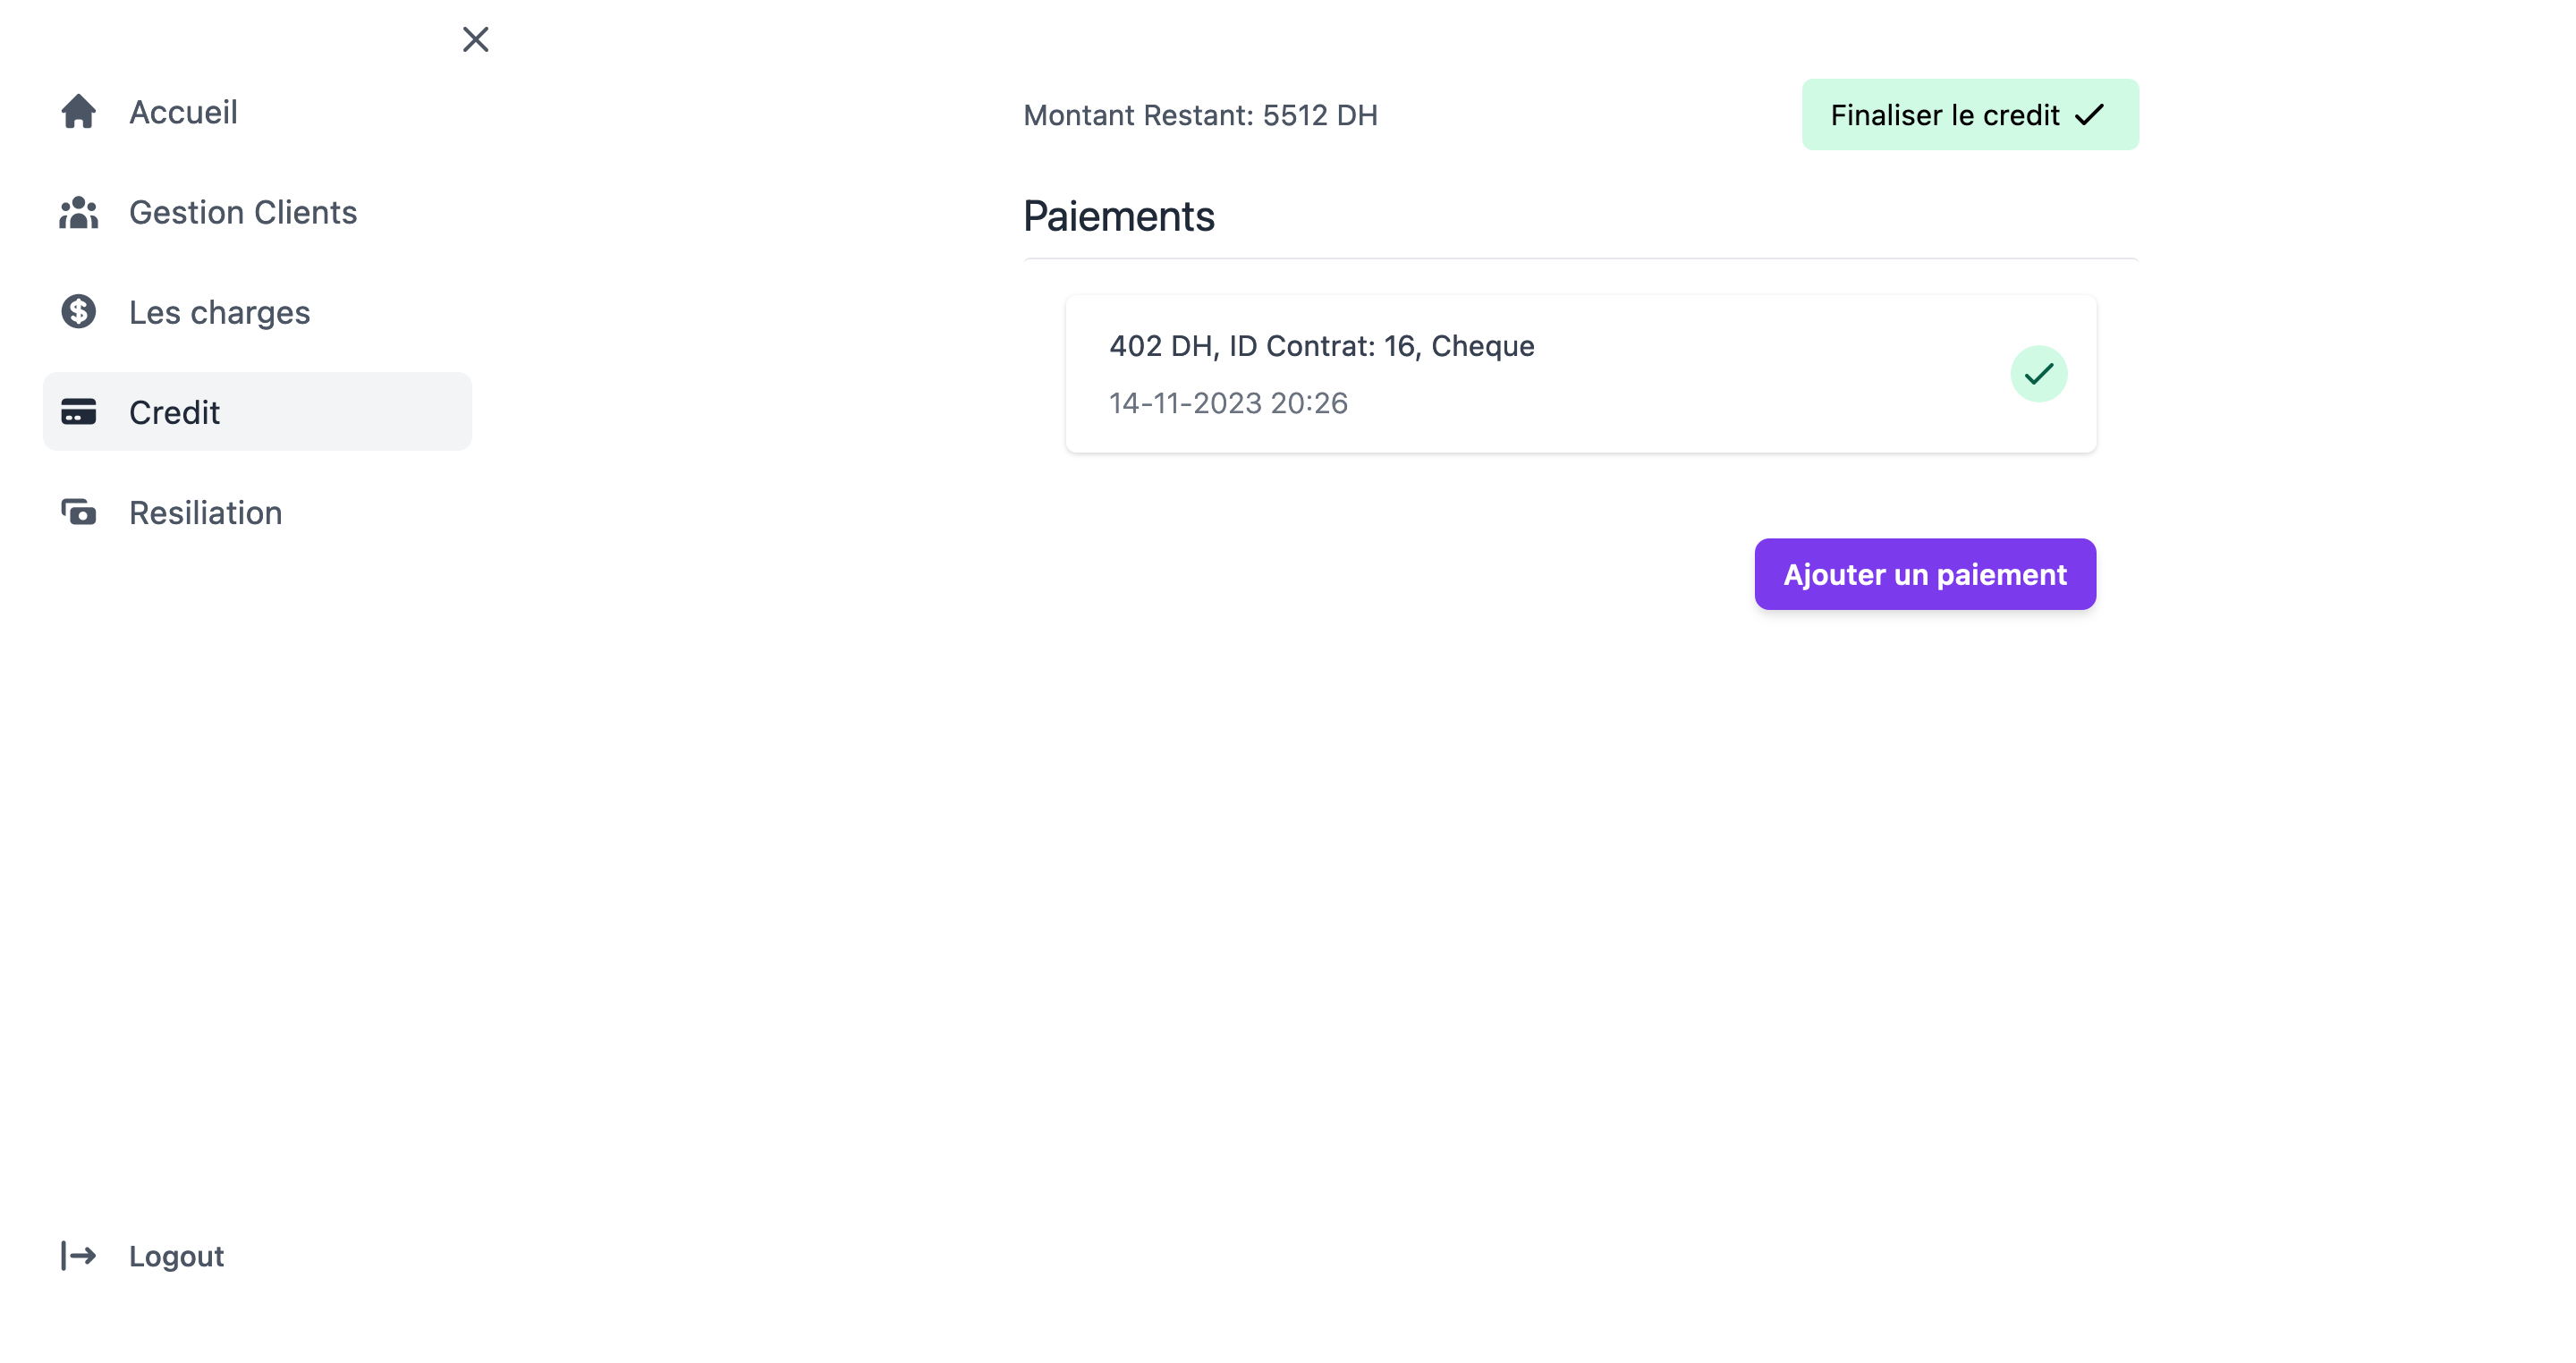 Accueil
Gestion Clients
Les charges
Credit
Resiliation
Logout
Montant Restant: 5512 DH
Finaliser le credit
Paiements
402 DH, ID Contrat: 16, Cheque
14-11-2023 20:26
Ajouter un paiement